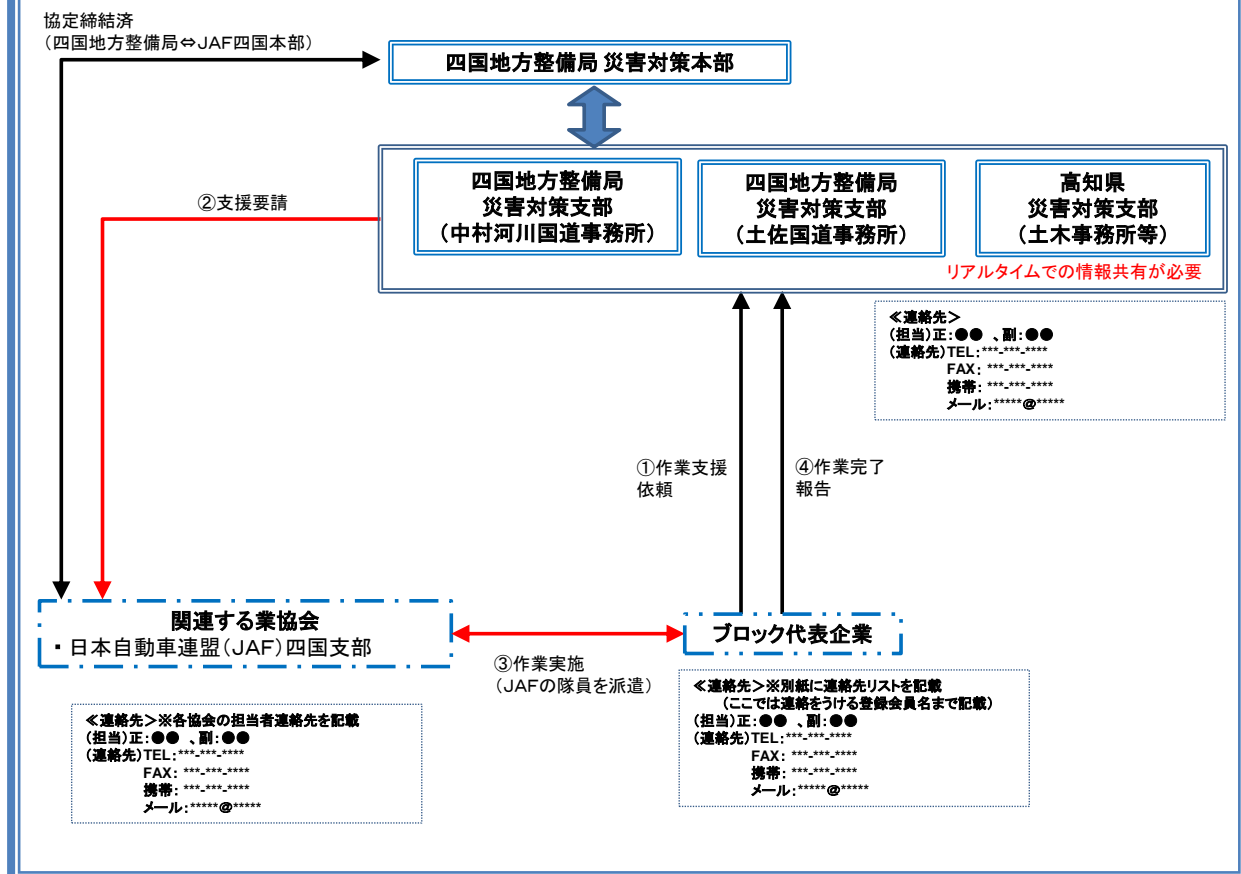 協定締結済
（四国地方整備局⇔JAF四国本部）
四国地方整備局 災害対策本部
②支援要請
四国地方整備局
災害対策支部
（中村河川国道事務所）
四国地方整備局
災害対策支部
（土佐国道事務所）
高知県
災害対策支部
（土木事務所等）
リアルタイムでの情報共有が必要
≪連絡先＞
（担当）正：●● 、副：●●
（連絡先）TEL：***-***-****
FAX： ***-***-****
携帯： ***-***-****
メール：*****＠*****
①作業支援
依頼
④作業完了
報告
関連する業協会
・日本自動車連盟（JAF）四国支部
③作業実施
（JAFの隊員を派遣）
ブロック代表企業
≪連絡先＞※各協会の担当者連絡先を記載
（担当）正：●● 、副：●●
（連絡先）TEL：***-***-****
FAX： ***-***-****
携帯： ***-***-****
メール：*****＠*****
≪連絡先＞※別紙に連絡先リストを記載
（ここでは連絡をうける登録会員名まで記載）
（担当）正：●● 、副：●●
（連絡先）TEL：***-***-****
FAX： ***-***-****
携帯： ***-***-****
メール：*****＠*****